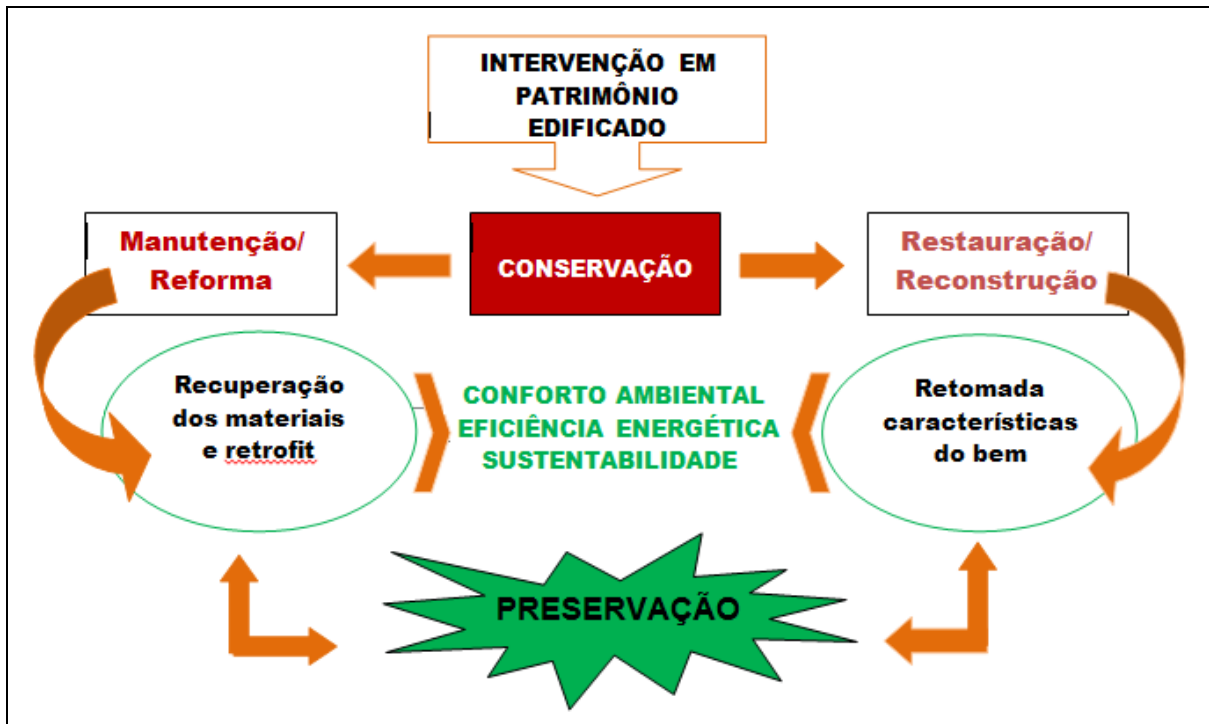 INTERVENÇÃO EM
PATRIMÔNIO
EDIFICADO
Manutenção/
Reforma
CONSERVAÇÃO
Restauração/
Reconstrução
Recuperação
dos materiais
e retrofit
CONFORTO AMBIENTAL
EFICIÊNCIA ENERGÉTICA
SUSTENTABILIDADE
Retomada
características
do bem
PRESERVAÇÃO